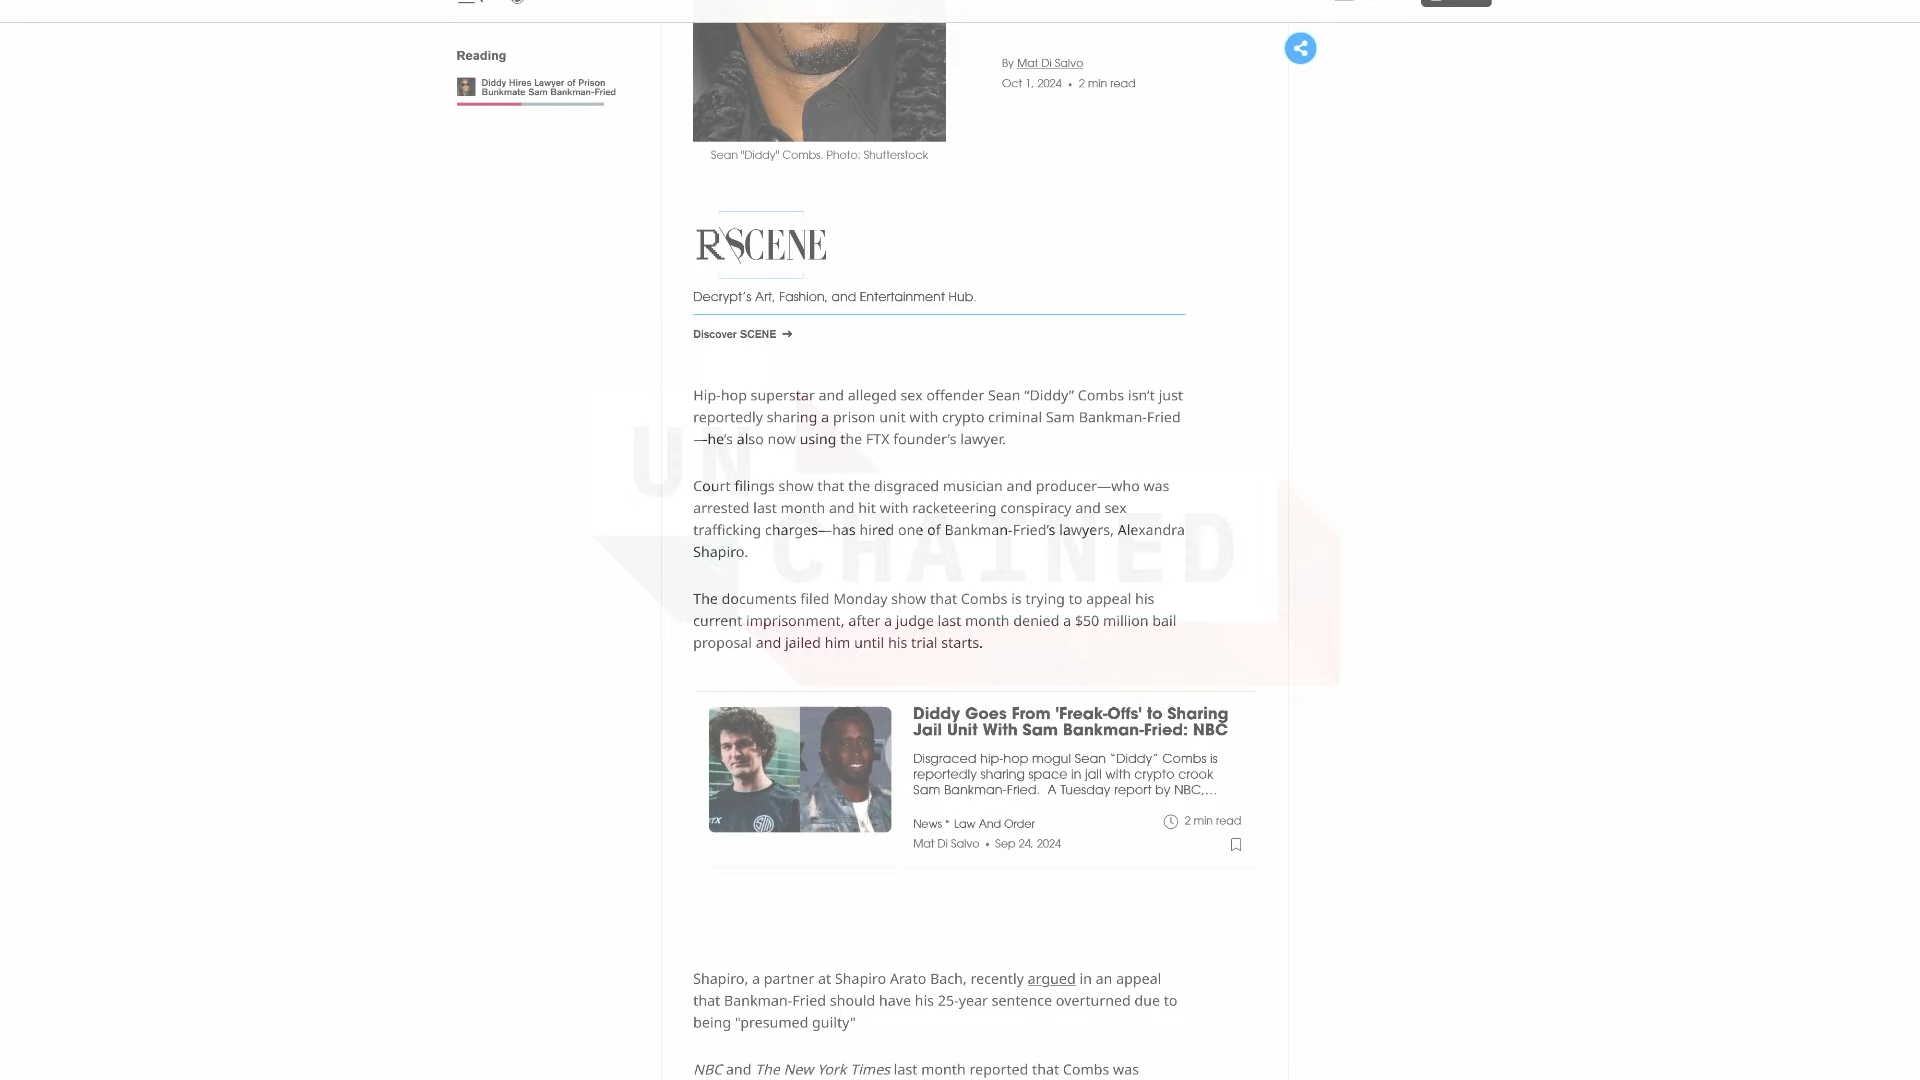 Reading
Diddy Hires Lawyer of Prison
Bunkmate Sam Bankman-Fried
By Mat Di Salvo
Oct 1, 2024 • 2 min read
Sean "Diddy" Combs. Photo: Shutterstock
R SCENE
Decrypt's Art, Fashion, and Entertainment Hub.
Discover SCENE →
Hip-hop superstar and alleged sex offender Sean “Diddy” Combs isn’t just
reportedly sharing a prison unit with crypto criminal Sam Bankman-Fried
—he’s also now using the FTX founder’s lawyer.
Court filings show that the disgraced musician and producer—who was
arrested last month and hit with racketeering conspiracy and sex
trafficking charges—has hired one of Bankman-Fried’s lawyers, Alexandra
Shapiro.
The documents filed Monday show that Combs is trying to appeal his
current imprisonment, after a judge last month denied a $50 million bail
proposal and jailed him until his trial starts.
UN
CHAINED
Diddy Goes From 'Freak-Offs' to Sharing
Jail Unit With Sam Bankman-Fried: NBC
Disgraced hip-hop mogul Sean “Diddy” Combs is
reportedly sharing space in jail with crypto crook
Sam Bankman-Fried. A Tuesday report by NBC,...
News • Law And Order
2 min read
Mat Di Salvo • Sep 24, 2024
Shapiro, a partner at Shapiro Arato Bach, recently argued in an appeal
that Bankman-Fried should have his 25-year sentence overturned due to
being "presumed guilty"
NBC and The New York Times last month reported that Combs was